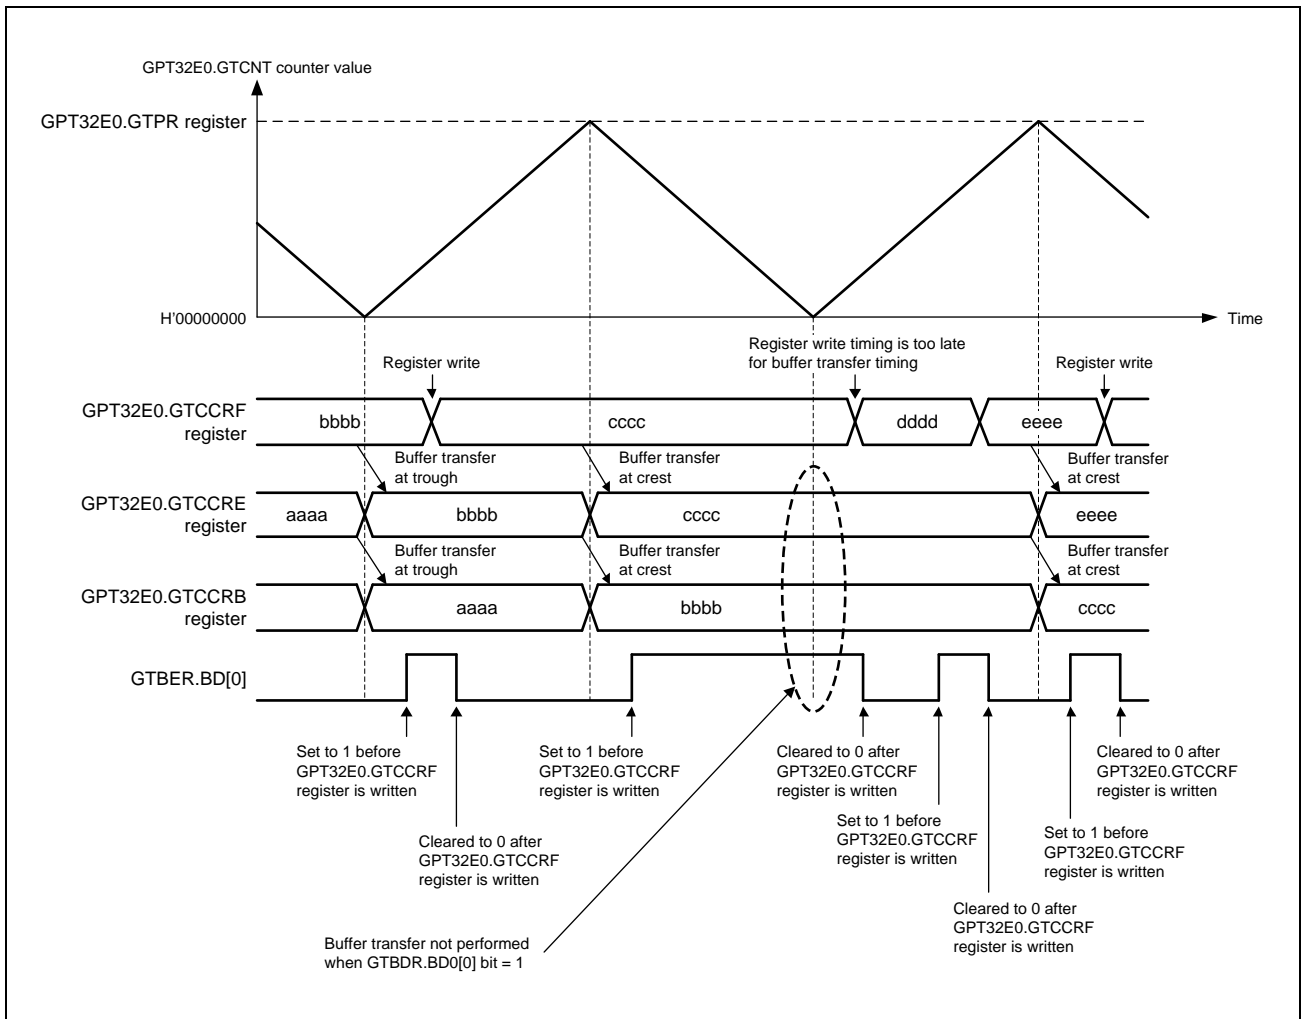 GPT32E0.GTCNT counter value
GPT32E0.GTPR register
H'00000000
Time
Register write
Register write timing is too late
for buffer transfer timing
Register write
GPT32E0.GTCCRF
register
bbbb
cccc
dddd
eeee
Buffer transfer
at trough
Buffer transfer
at crest
Buffer transfer
at crest
GPT32E0.GTCCRE
register
aaaa
bbbb
cccc
eeee
Buffer transfer
at trough
Buffer transfer
at crest
Buffer transfer
at crest
GPT32E0.GTCCRB
register
aaaa
bbbb
cccc
GTBER.BD[0]
Set to 1 before
GPT32E0.GTCCRF
register is written
Cleared to 0 after
GPT32E0.GTCCRF
register is written
Set to 1 before
GPT32E0.GTCCRF
register is written
Cleared to 0 after
GPT32E0.GTCCRF
register is written
Set to 1 before
GPT32E0.GTCCRF
register is written
Cleared to 0 after
GPT32E0.GTCCRF
register is written
Set to 1 before
GPT32E0.GTCCRF
register is written
Cleared to 0 after
GPT32E0.GTCCRF
register is written
Buffer transfer not performed
when GTBDR.BD0[0] bit = 1